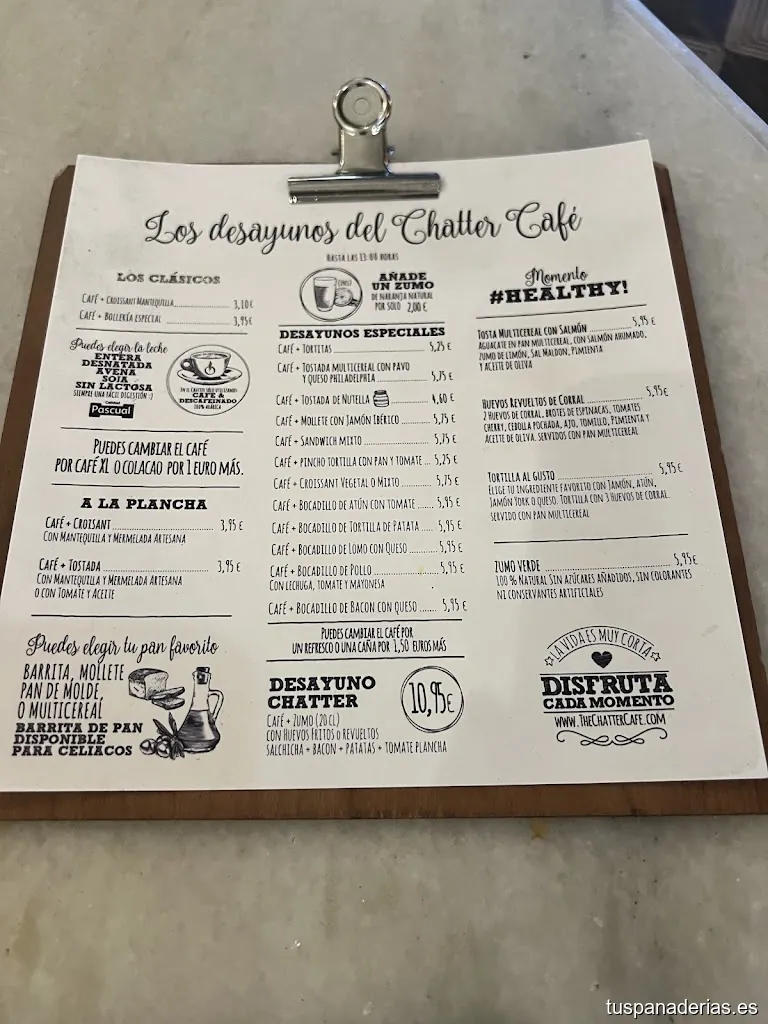 Los desayunos del Chatter Café
HASTA LAS 13:00 HORAS
LOS CLÁSICOS
CAFÉ + CROISSANT MANTEQUILLA 3,10 €
CAFÉ + BOLLERÍA ESPECIAL 3,95 €
Puedes elegir la leche
ENTERA
DESNATADA
AVENA
SOJA
SIN LACTOSA
SIEMPRE UNA FÁCIL DIGESTIÓN :)
Calidad
Pascual
EN EL CHATTER SÓLO UTILIZAMOS
CAFÉ &
DESCAFEINADO
100% ARÁBICA
PUEDES CAMBIAR EL CAFÉ
POR CAFÉ XL O COLACAO POR 1 EURO MÁS.
A LA PLANCHA
CAFÉ + CROISANT 3,95 €
CON MANTEQUILLA Y MERMELADA ARTESANA
CAFÉ + TOSTADA 3,95 €
CON MANTEQUILLA Y MERMELADA ARTESANA
O CON TOMATE Y ACEITE
Puedes elegir tu pan favorito
BARRITA, MOLLETE
PAN DE MOLDE,
O MULTICEREAL
BARRITA DE PAN
DISPONIBLE
PARA CELIACOS
AÑADE
UN ZUMO
DE NARANJA NATURAL
POR SOLO 2,00 €
DESAYUNOS ESPECIALES
CAFÉ + TORTITAS 5,25 €
CAFÉ + TOSTADA MULTICEREAL CON PAVO
Y QUESO PHILADELPHIA 5,75 €
CAFÉ + TOSTADA DE NUTELLA 4,60 €
CAFÉ + MOLLETE CON JAMÓN IBÉRICO 5,75 €
CAFÉ + SANDWICH MIXTO 5,75 €
CAFÉ + PINCHO TORTILLA CON PAN Y TOMATE 5,25 €
CAFÉ + CROISSANT VEGETAL O MIXTO 5,75 €
CAFÉ + BOCADILLO DE ATÚN CON TOMATE 5,95 €
CAFÉ + BOCADILLO DE TORTILLA DE PATATA 5,95 €
CAFÉ + BOCADILLO DE LOMO CON QUESO 5,95 €
CAFÉ + BOCADILLO DE POLLO 5,95 €
CON LECHUGA, TOMATE Y MAYONESA
CAFÉ + BOCADILLO DE BACON CON QUESO 5,95 €
PUEDES CAMBIAR EL CAFÉ POR
UN REFRESCO O UNA CAÑA POR 1,50 EUROS MÁS
DESAYUNO
CHATTER
10,95€
CAFÉ + ZUMO (20 CL)
CON HUEVOS FRITOS O REVUELTOS
SALCHICHA + BACON + PATATAS + TOMATE PLANCHA
Momento
#HEALTHY!
TOSTA MULTICEREAL CON SALMÓN 5,95 €
AGUACATE EN PAN MULTICEREAL, CON SALMÓN AHUMADO,
ZUMO DE LIMÓN, SAL MALDON, PIMIENTA
Y ACEITE DE OLIVA
HUEVOS REVUELTOS DE CORRAL 5,95€
2 HUEVOS DE CORRAL, BROTES DE ESPINACAS, TOMATES
CHERRY, CEBOLLA POCHADA, AJO, TOMILLO, PIMIENTA Y
ACEITE DE OLIVA. SERVIDOS CON PAN MULTICEREAL
TORTILLA AL GUSTO 5,95 €
ELIGE TU INGREDIENTE FAVORITO CON JAMÓN, ATÚN,
JAMÓN YORK O QUESO. TORTILLA CON 3 HUEVOS DE CORRAL.
SERVIDO CON PAN MULTICEREAL
ZUMO VERDE 5,95€
100 % NATURAL SIN AZÚCARES AÑADIDOS, SIN COLORANTES
NI CONSERVANTES ARTIFICIALES
LA VIDA ES MUY CORTA
DISFRUTA
CADA MOMENTO
WWW.THECHATTERCAFE.COM
tuspanaderias.es